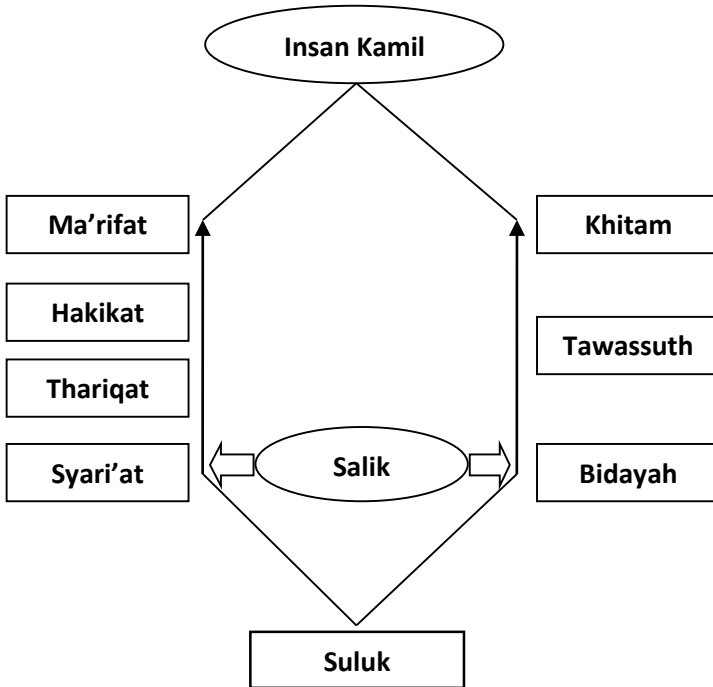 Insan Kamil
Ma’rifat
Khitam
Hakikat
Tawassuth
Thariqat
Syari’at
Salik
Bidayah
Suluk